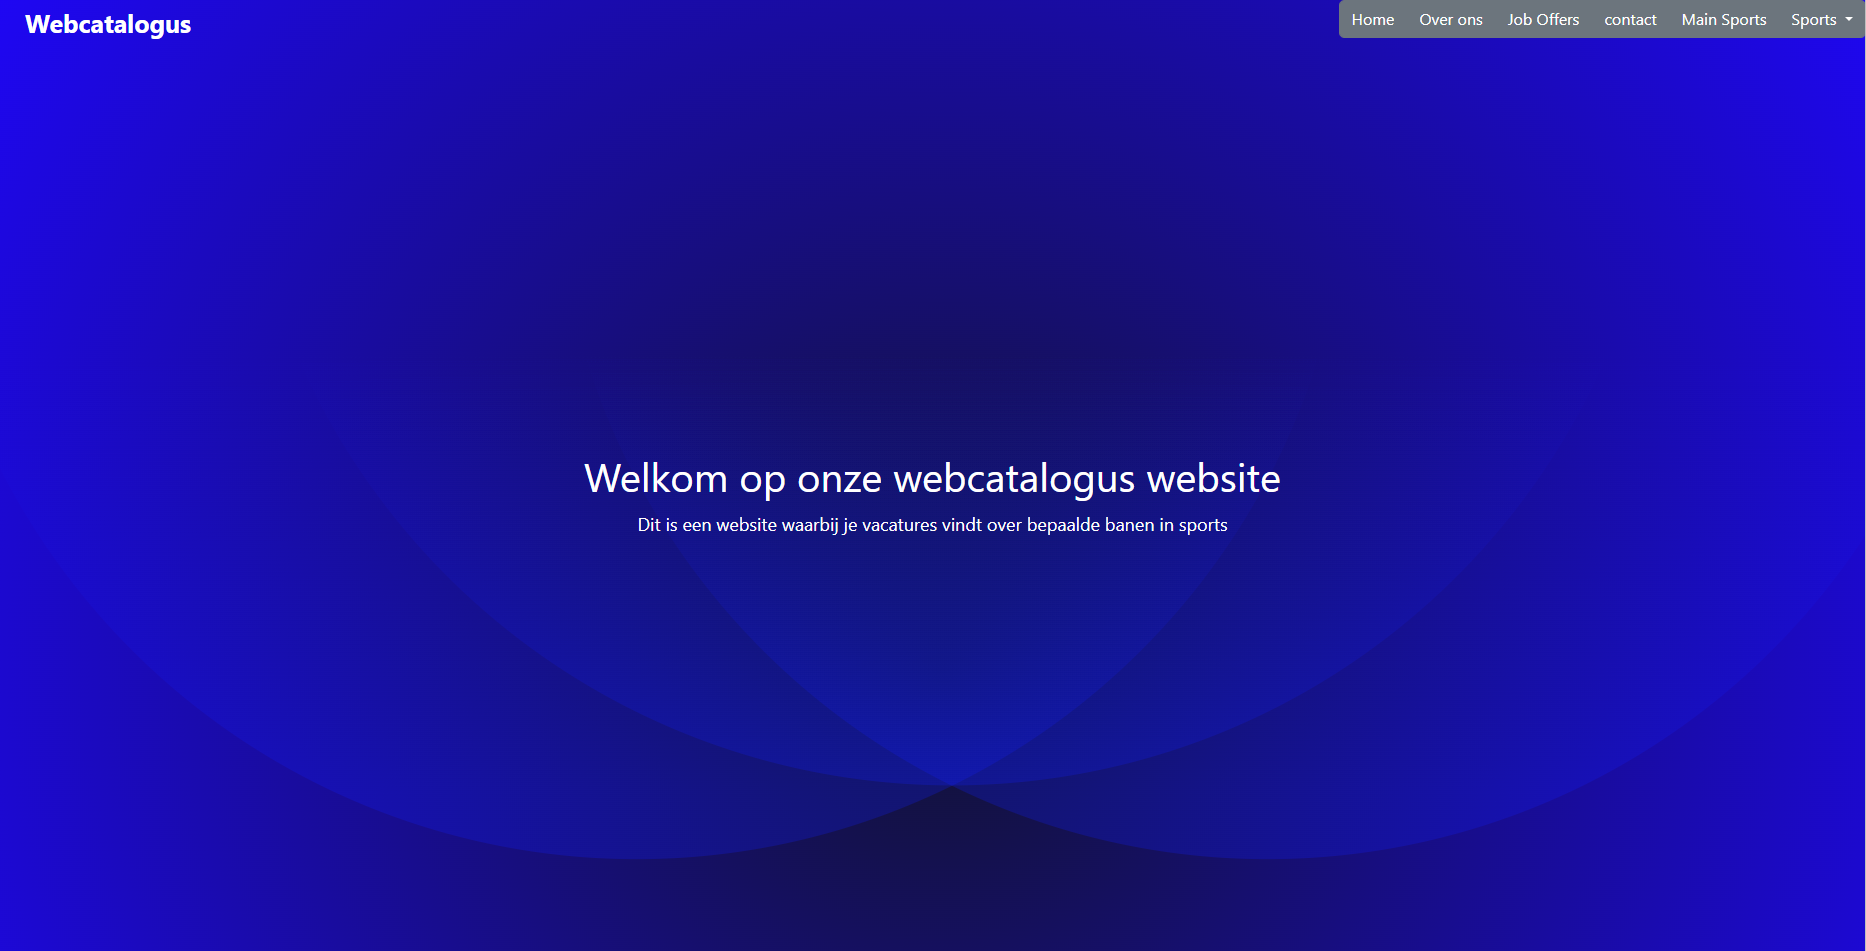 Webcatalogus
Home Over ons Job Offers contact Main Sports Sports
Welkom op onze webcatalogus website
Dit is een website waarbij je vacatures vindt over bepaalde banen in sports